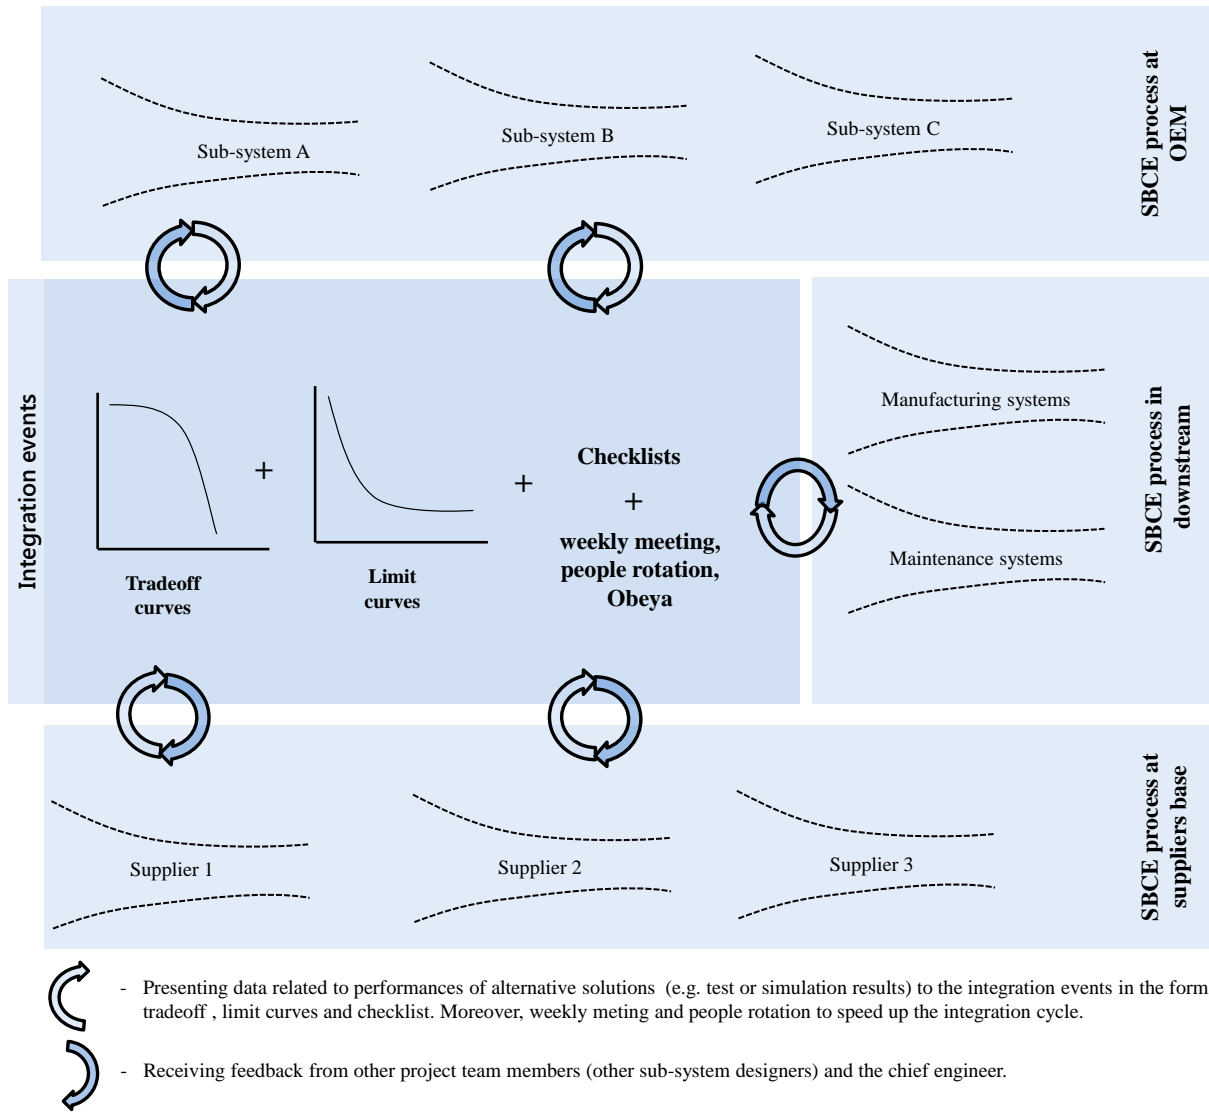 Sub-system A
Sub-system B
Sub-system C
SBCE process at
OEM
Integration events
+
+
Tradeoff
curves
Limit
curves
Checklists
+
weekly meeting,
people rotation,
Obeya
Manufacturing systems
Maintenance systems
SBCE process in
downstream
Supplier 1
Supplier 2
Supplier 3
SBCE process at
suppliers base
- Presenting data related to performances of alternative solutions (e.g. test or simulation results) to the integration events in the form
tradeoff , limit curves and checklist. Moreover, weekly meting and people rotation to speed up the integration cycle.
- Receiving feedback from other project team members (other sub-system designers) and the chief engineer.